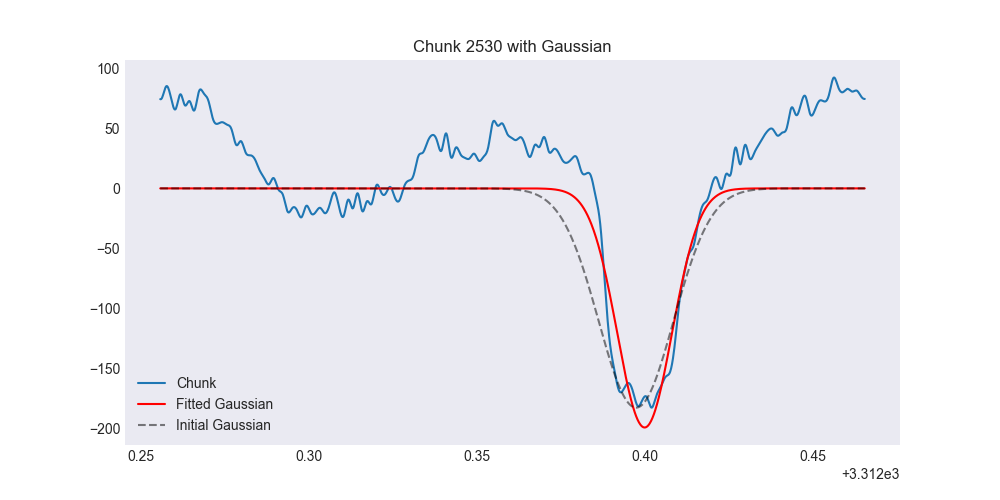 Chunk 2530 with Gaussian
100
50
0
−50
−100
−150
−200
Chunk
Fitted Gaussian
Initial Gaussian
0.25 0.30 0.35 0.40 0.45
+3.312e3